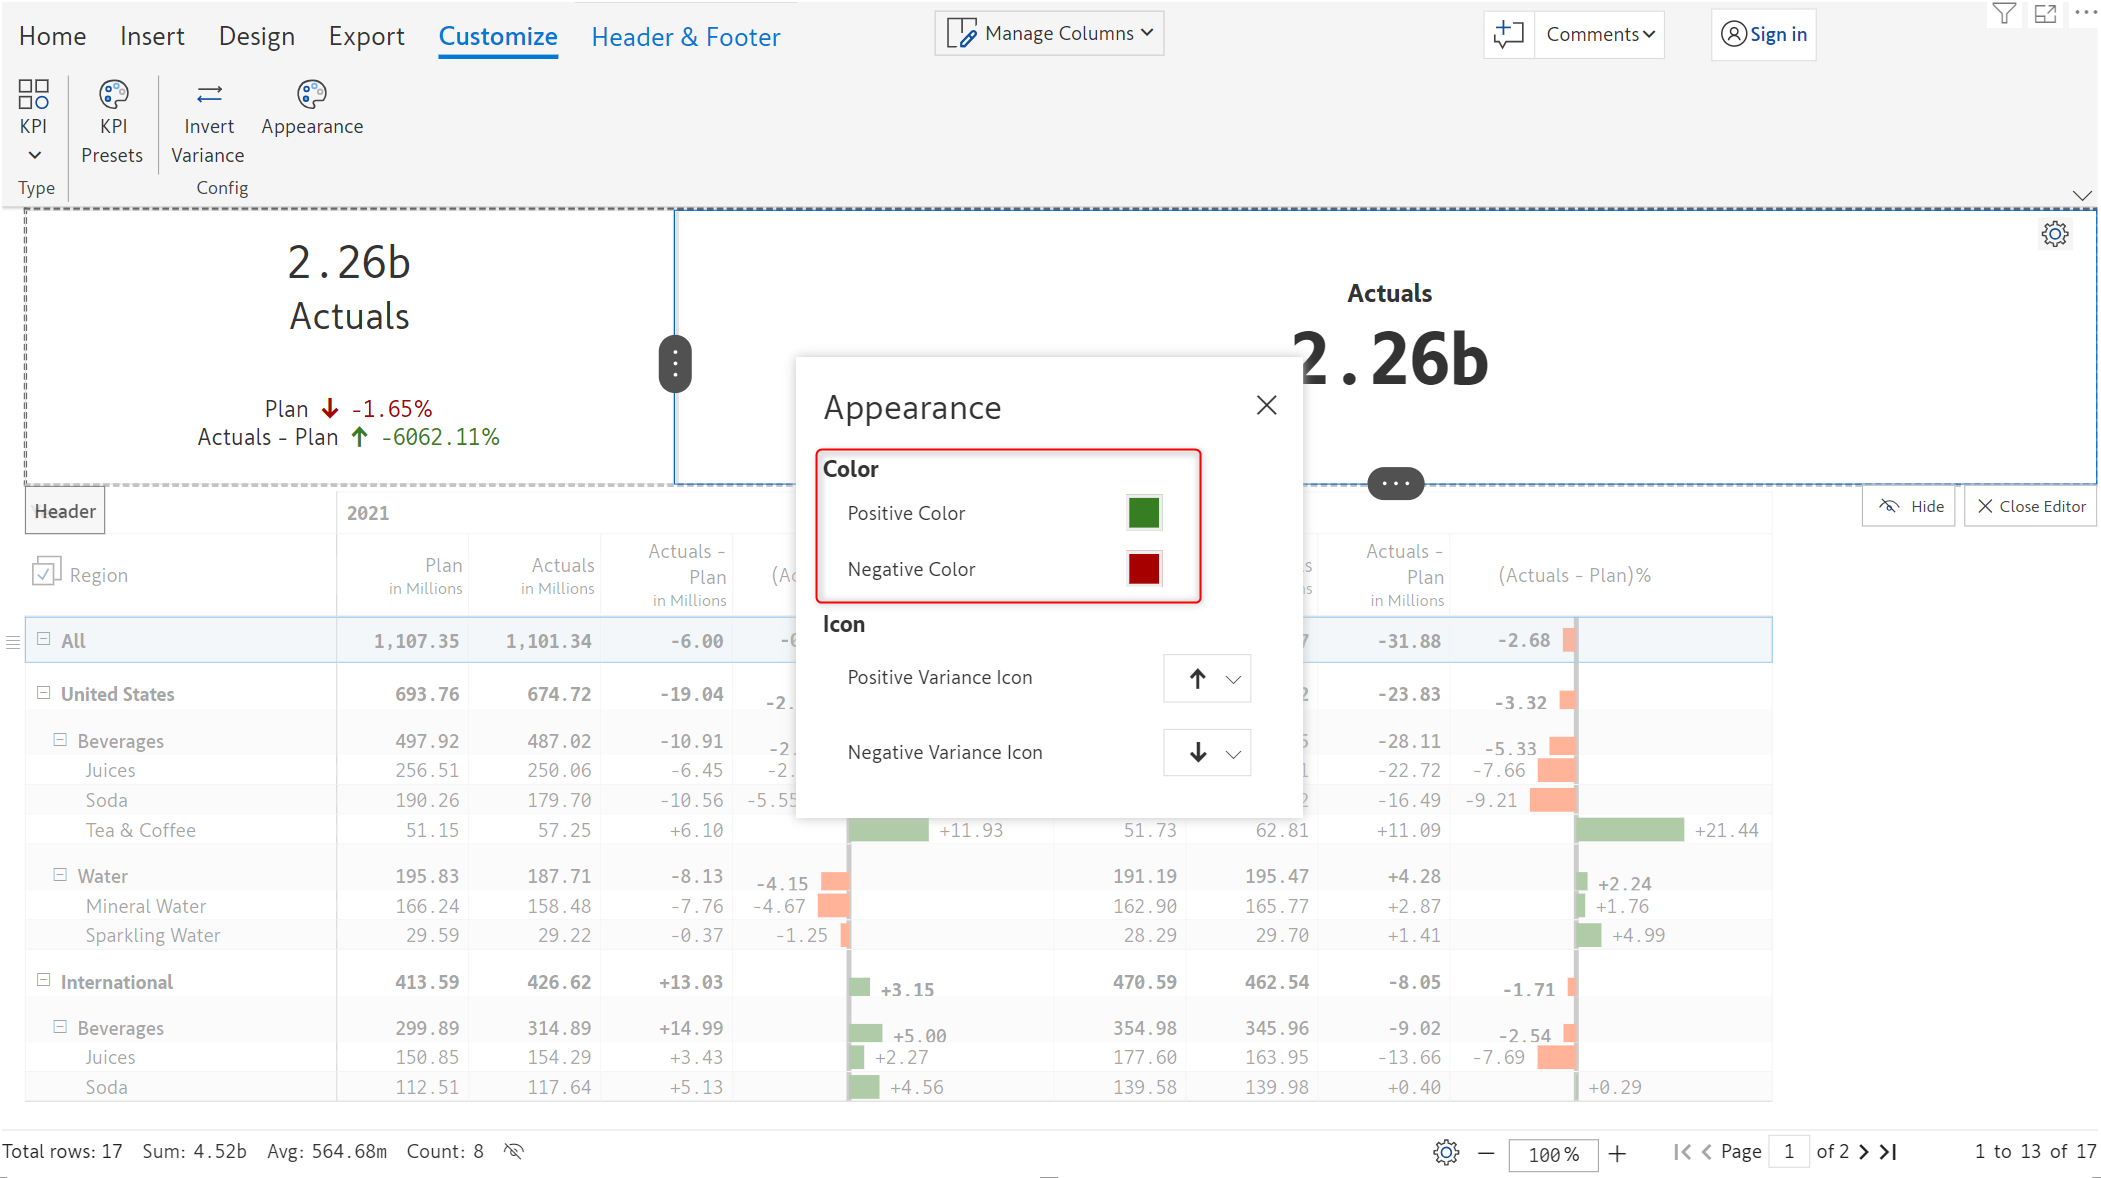 Home Insert Design Export Customize Header & Footer Manage Columns Comments Sign in
KPI KPI Invert Appearance
Presets Variance
Type Config
2.26b
Actuals
Plan -1.65%
Actuals - Plan -6062.11%
Actuals
2.26b
Appearance
Color
Positive Color
Negative Color
Icon
Positive Variance Icon
Negative Variance Icon
Header
Hide Close Editor
2021
Region
Plan
in Millions
Actuals
in Millions
Actuals -
Plan
in Millions
Actuals -
Plan
in Millions
(Actuals - Plan)%
All 1,107.35 1,101.34 -6.00 -31.88 -2.68
United States 693.76 674.72 -19.04 -23.83 -3.32
Beverages 497.92 487.02 -10.91 -28.11 -5.33
Juices 256.51 250.06 -6.45 -22.72 -7.66
Soda 190.26 179.70 -10.56 -5.55 -16.49 -9.21
Tea & Coffee 51.15 57.25 +6.10 +11.93 51.73 62.81 +11.09 +21.44
Water 195.83 187.71 -8.13 -4.15 191.19 195.47 +4.28 +2.24
Mineral Water 166.24 158.48 -7.76 -4.67 162.90 165.77 +2.87 +1.76
Sparkling Water 29.59 29.22 -0.37 -1.25 28.29 29.70 +1.41 +4.99
International 413.59 426.62 +13.03 +3.15 470.59 462.54 -8.05 -1.71
Beverages 299.89 314.89 +14.99 +5.00 354.98 345.96 -9.02 -2.54
Juices 150.85 154.29 +3.43 +2.27 177.60 163.95 -13.66 -7.69
Soda 112.51 117.64 +5.13 +4.56 139.58 139.98 +0.40 +0.29
Total rows: 17 Sum: 4.52b Avg: 564.68m Count: 8 100% Page 1 of 2 1 to 13 of 17